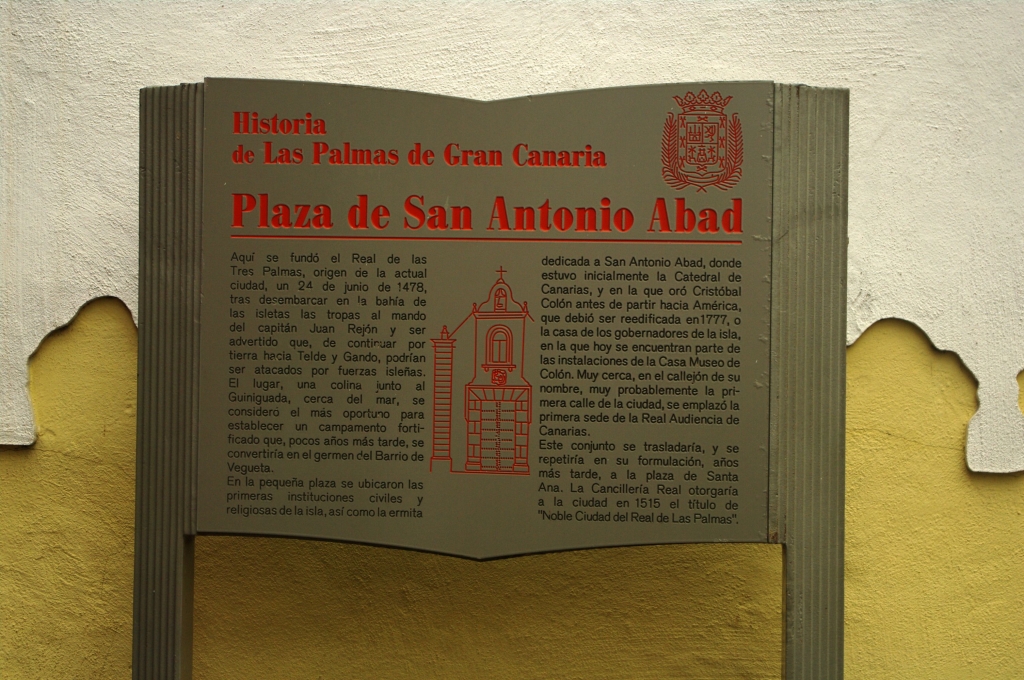 Historia
de Las Palmas de Gran Canaria
Plaza de San Antonio Abad
Aquí se fundó el Real de las
Tres Palmas, origen de la actual
ciudad, un 24 de junio de 1478,
tras desembarcar en la bahía de
las isletas las tropas al mando
del capitán Juan Rejón y ser
advertido que, de continuar por
tierra hacia Telde y Gando, podrían
ser atacados por fuerzas isleñas.
El lugar, una colina junto al
Guiniguada, cerca del mar, se
consideró el más oportuno para
establecer un campamento forti-
ficado que, pocos años más tarde, se
convertiría en el germen del Barrio de
Vegueta.
En la pequeña plaza se ubicaron las
primeras instituciones civiles y
religiosas de la isla, así como la ermita
dedicada a San Antonio Abad, donde
estuvo inicialmente la Catedral de
Canarias, y en la que oró Cristóbal
Colón antes de partir hacia América,
que debió ser reedificada en1777, o
la casa de los gobernadores de la isla,
en la que hoy se encuentran parte de
las instalaciones de la Casa Museo de
Colón. Muy cerca, en el callejón de su
nombre, muy probablemente la pri-
mera calle de la ciudad, se emplazó la
primera sede de la Real Audiencia de
Canarias.
Este conjunto se trasladaría, y se
repetiría en su formulación, años
más tarde, a la plaza de Santa
Ana. La Cancillería Real otorgaría
a la ciudad en 1515 el título de
"Noble Ciudad del Real de Las Palmas".